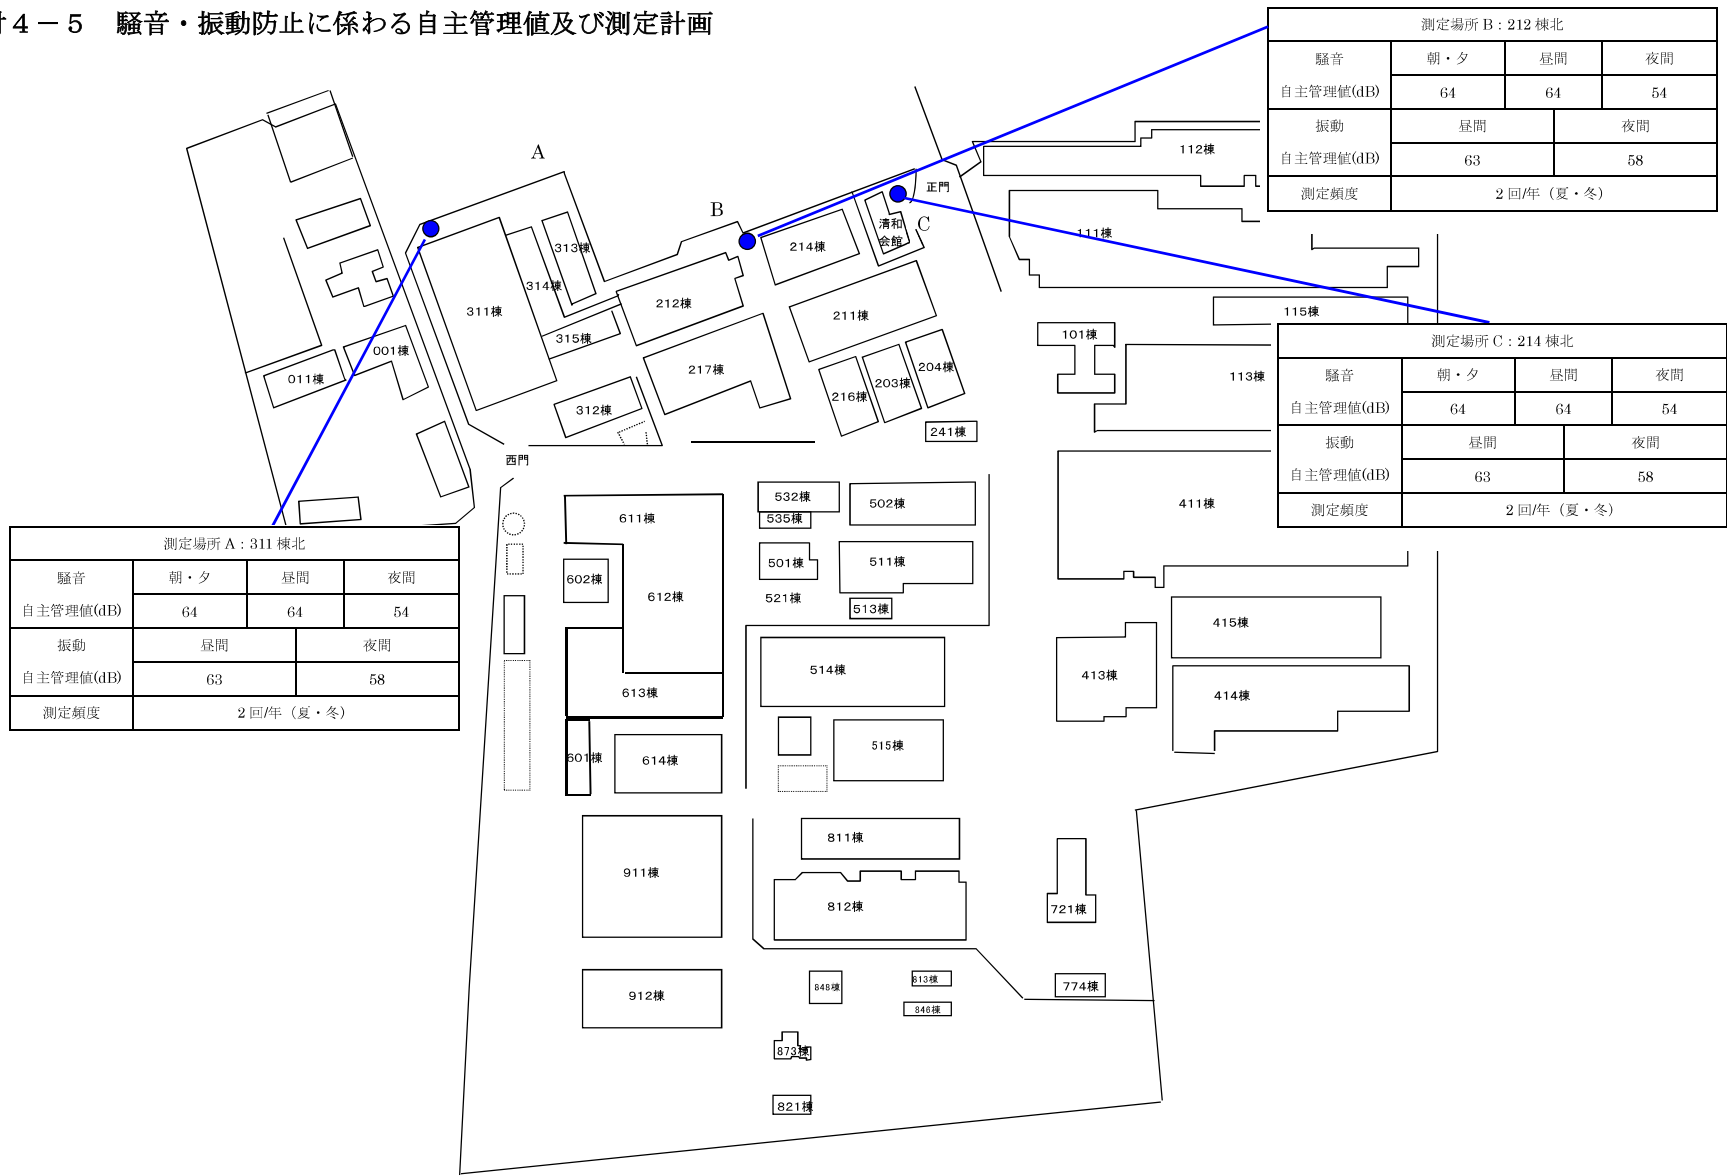 ４－５　騒音・振動防止に係わる自主管理値及び測定計画
測定場所 B：212 棟北
騒音 朝・夕 昼間 夜間
自主管理値(dB) 64 64 54
振動 昼間 夜間
自主管理値(dB) 63 58
測定頻度 2 回/年（夏・冬）
A
B
C
正門
清和
会館
112棟
111棟
115棟
101棟
113棟
313棟
314棟
311棟
315棟
312棟
214棟
212棟
211棟
217棟
216棟
203棟
204棟
241棟
001棟
011棟
西門
測定場所 C：214 棟北
騒音 朝・夕 昼間 夜間
自主管理値(dB) 64 64 54
振動 昼間 夜間
自主管理値(dB) 63 58
測定頻度 2 回/年（夏・冬）
測定場所 A：311 棟北
騒音 朝・夕 昼間 夜間
自主管理値(dB) 64 64 54
振動 昼間 夜間
自主管理値(dB) 63 58
測定頻度 2 回/年（夏・冬）
611棟
602棟
612棟
613棟
601棟
614棟
532棟
535棟
502棟
501棟
511棟
521棟
513棟
514棟
515棟
411棟
415棟
413棟
414棟
811棟
812棟
911棟
912棟
721棟
774棟
848棟
813棟
846棟
873棟
821棟